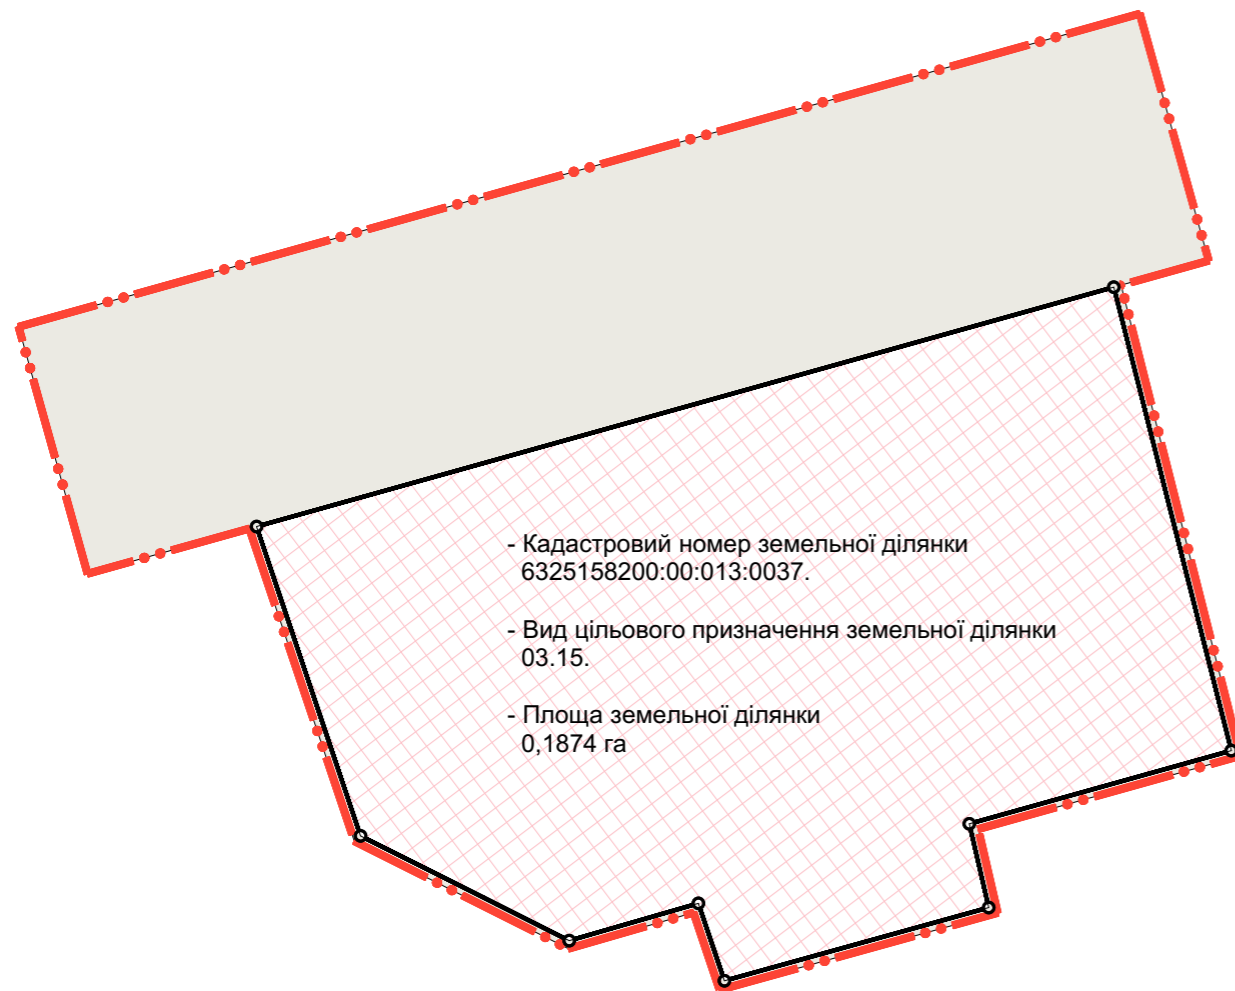 - Кадастровий номер земельної ділянки
6325158200:00:013:0037.
- Вид цільового призначення земельної ділянки
03.15.
- Площа земельної ділянки
0,1874 га